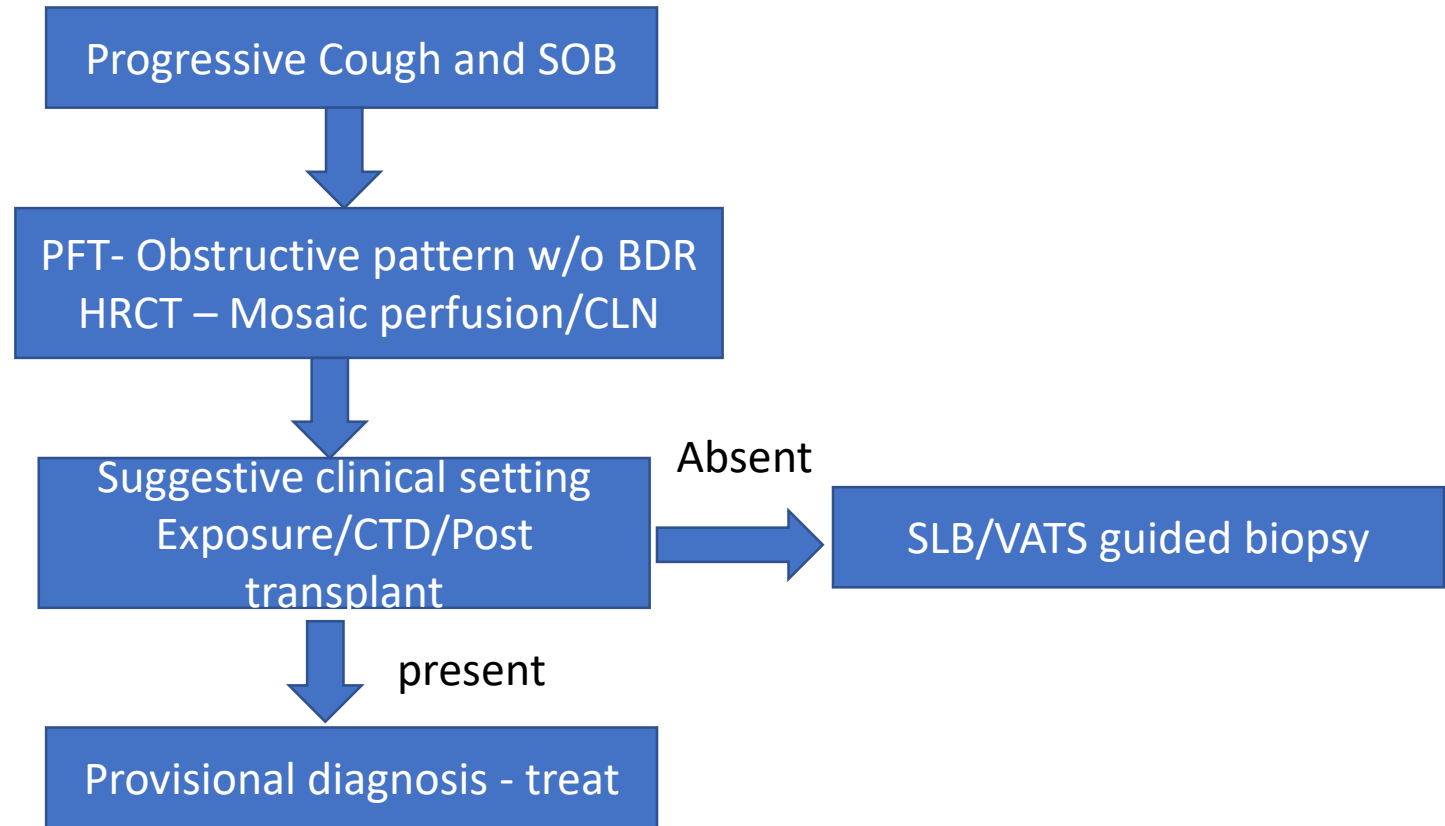 Progressive Cough and SOB
PFT- Obstructive pattern w/o BDR
HRCT – Mosaic perfusion/CLN
Suggestive clinical setting
Exposure/CTD/Post
transplant
Absent
SLB/VATS guided biopsy
present
Provisional diagnosis - treat